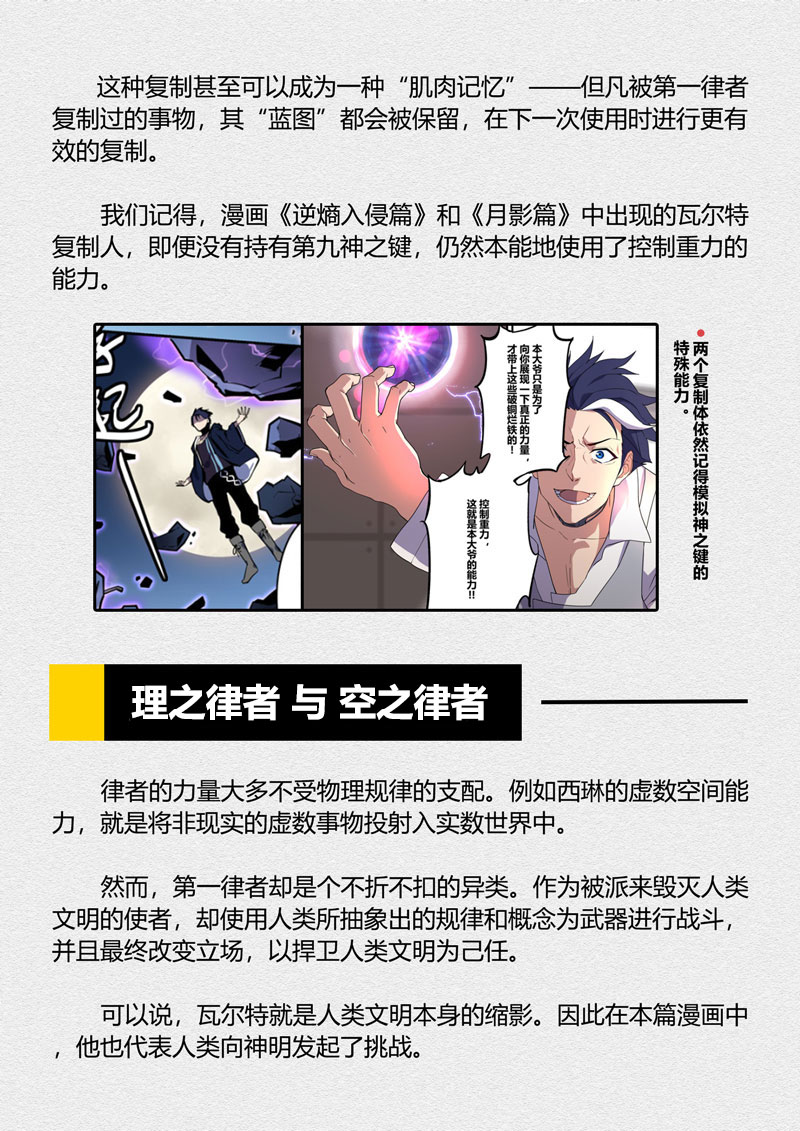 这种复制甚至可以成为一种“肌肉记忆”——但凡被第一律者
复制过的事物，其“蓝图”都会被保留，在下一次使用时进行更有
效的复制。
我们记得，漫画《逆熵入侵篇》和《月影篇》中出现的瓦尔特
复制人，即便没有持有第九神之键，仍然本能地使用了控制重力的
能力。
本大爷只是为了
向你展现一下真正的力量，
才带上这些破铜烂铁的！
控制重力，
这就是本大爷的能力!!
两个复制体依然记得模拟神之键的
特殊能力。
理之律者 与 空之律者
律者的力量大多不受物理规律的支配。例如西琳的虚数空间能
力，就是将非现实的虚数事物投射入实数世界中。
然而，第一律者却是个不折不扣的异类。作为被派来毁灭人类
文明的使者，却使用人类所抽象出的规律和概念为武器进行战斗，
并且最终改变立场，以捍卫人类文明为己任。
可以说，瓦尔特就是人类文明本身的缩影。因此在本篇漫画中
，他也代表人类向神明发起了挑战。